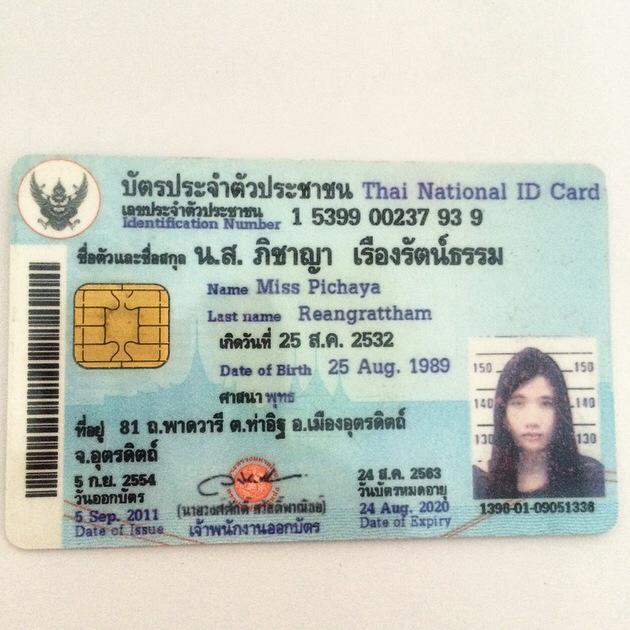 บัตรประจำตัวประชาชน Thai National ID Card
เลขประจำตัวประชาชน
Identification Number 1 5399 00237 93 9
ชื่อตัวและชื่อสกุล น.ส. ภิชาญา เรืองรัตน์ธรรม
Name Miss Pichaya
Last name Reangrattham
เกิดวันที่ 25 ส.ค. 2532
Date of Birth 25 Aug. 1989
ศาสนา พุทธ
ที่อยู่ 81 ถ.พาดวารี ต.ท่าอิฐ อ.เมืองอุตรดิตถ์
จ.อุตรดิตถ์
150 150
140 140
130 130
5 ก.ย. 2554
วันออกบัตร
5 Sep. 2011
Date of Issue
เจ้าพนักงานออกบัตร
24 ส.ค. 2563
วันบัตรหมดอายุ
24 Aug. 2020
Date of Expiry
1396-01-09051336